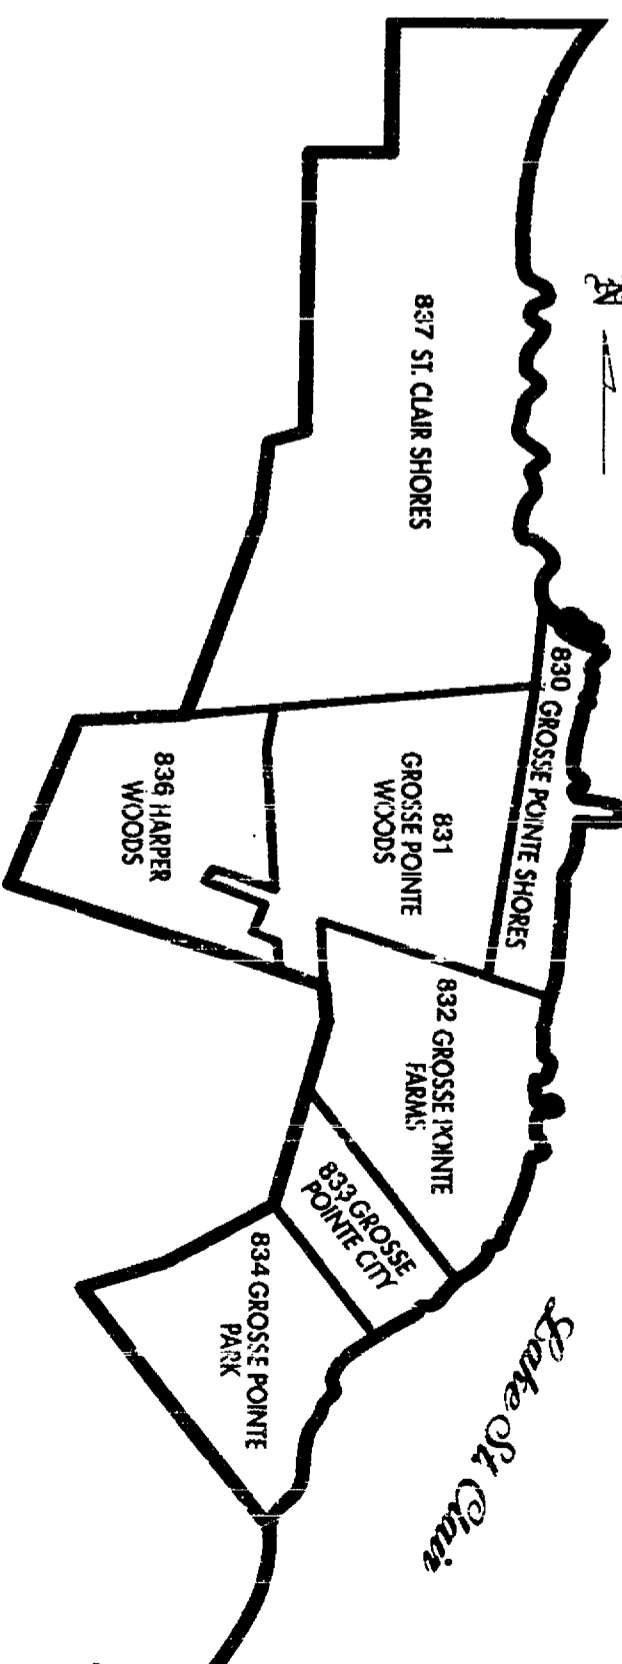 N
837 ST. CLAIR SHORES
830 GROSSE POINTE SHORES
831
GROSSE POINTE
WOODS
836 HARPER
WOODS
832 GROSSE POINTE
FARMS
833 GROSSE
POINTE CITY
834 GROSSE POINTE
PARK
Lake St Clair